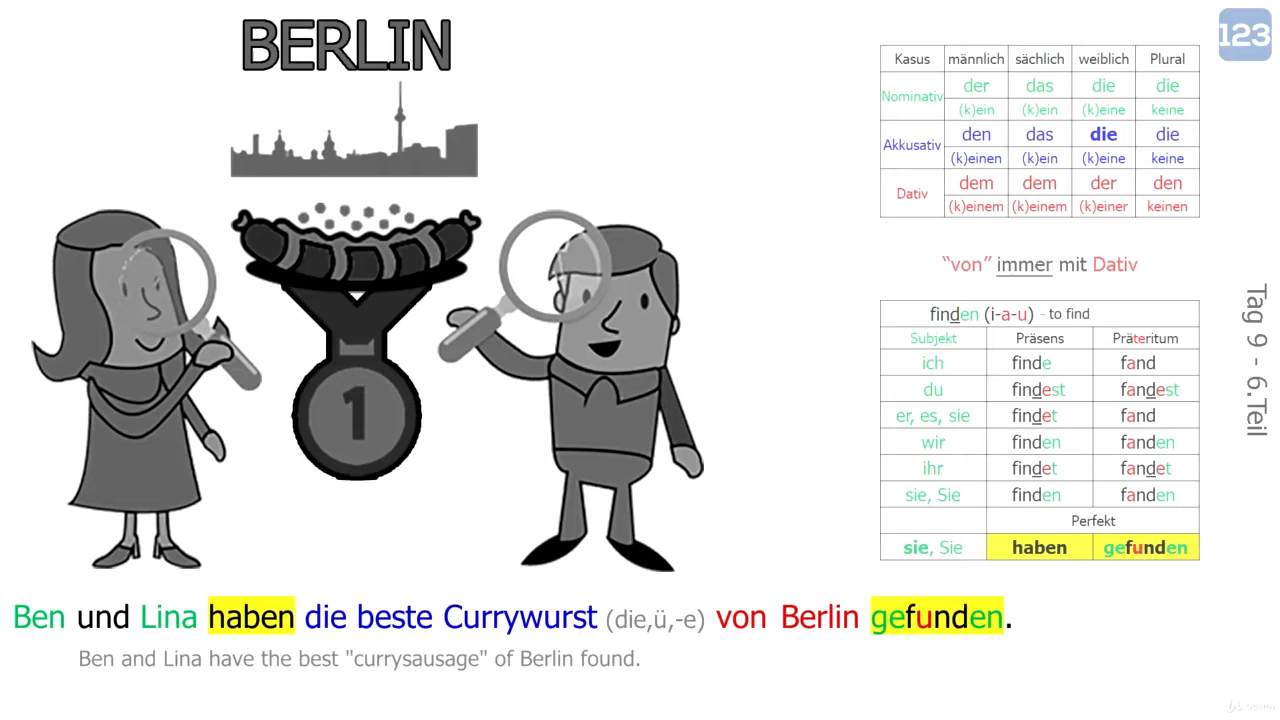 BERLIN
123
Kasus männlich sächlich weiblich Plural
Nominativ der das die die
(k)ein (k)ein (k)eine keine
Akkusativ den das die die
(k)einen (k)ein (k)eine keine
Dativ dem dem der den
(k)einem (k)einem (k)einer keinen
"von" immer mit Dativ
finden (i-a-u) - to find
Subjekt Präsens Präteritum
ich finde fand
du findest fandest
er, es, sie findet fand
wir finden fanden
ihr findet fandet
sie, Sie finden fanden
Perfekt
sie, Sie haben gefunden
Tag 9 - 6.Teil
1
Ben und Lina haben die beste Currywurst (die,ü,-e) von Berlin gefunden.
Ben and Lina have the best "currysausage" of Berlin found.